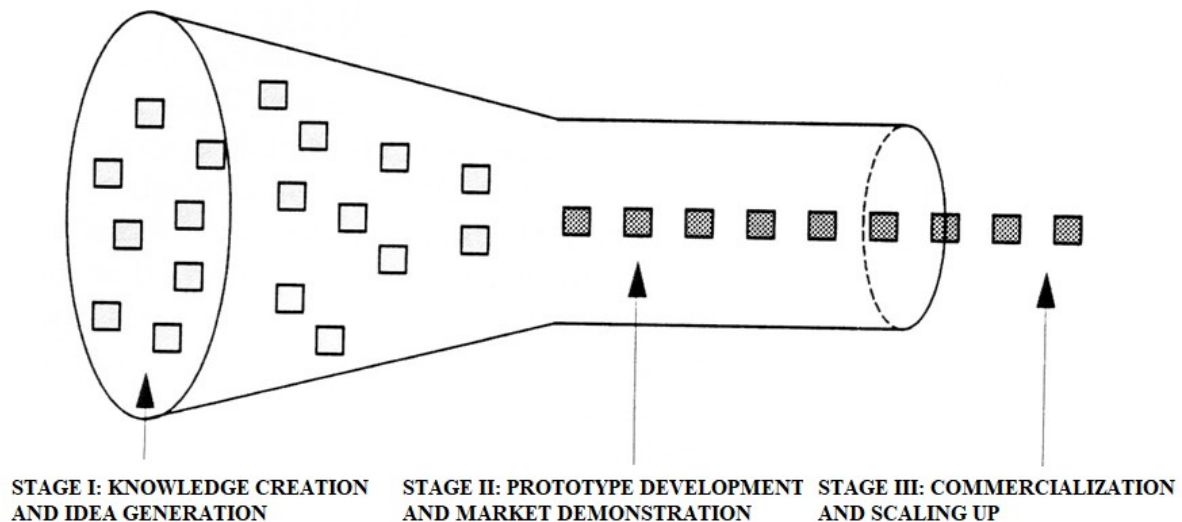 STAGE I: KNOWLEDGE CREATION
AND IDEA GENERATION
STAGE II: PROTOTYPE DEVELOPMENT
AND MARKET DEMONSTRATION
STAGE III: COMMERCIALIZATION
AND SCALING UP